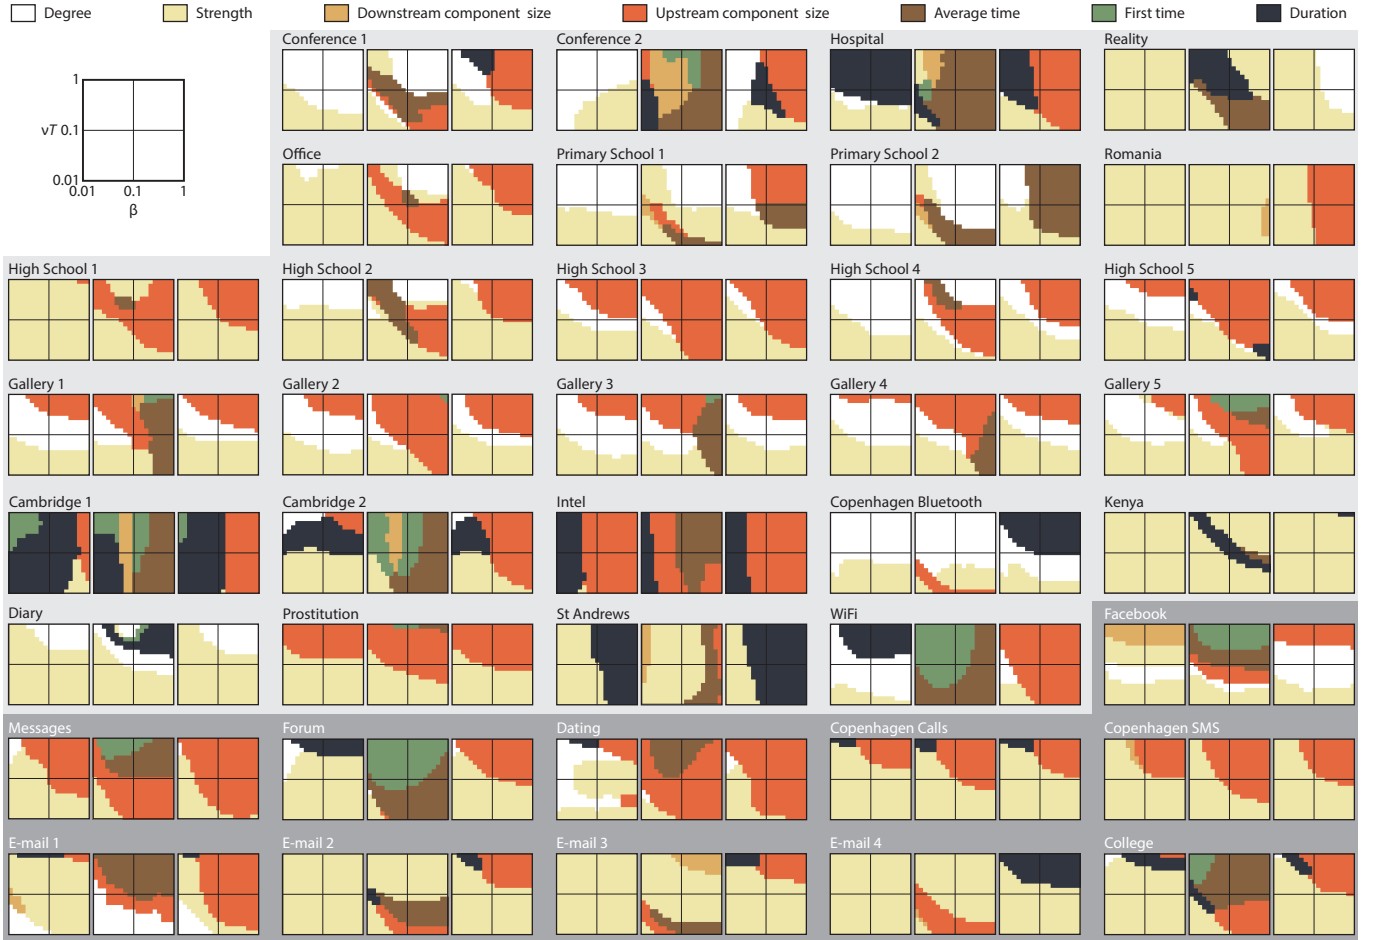 Degree Strength Downstream component size Upstream component size Average time First time Duration
Conference 1 Conference 2 Hospital Reality
1
νT 0.1
0.01
0.01 0.1 1
β
Office Primary School 1 Primary School 2 Romania
High School 1 High School 2 High School 3 High School 4 High School 5
Gallery 1 Gallery 2 Gallery 3 Gallery 4 Gallery 5
Cambridge 1 Cambridge 2 Intel Copenhagen Bluetooth Kenya
Diary Prostitution St Andrews WiFi Facebook
Messages Forum Dating Copenhagen Calls Copenhagen SMS
E-mail 1 E-mail 2 E-mail 3 E-mail 4 College